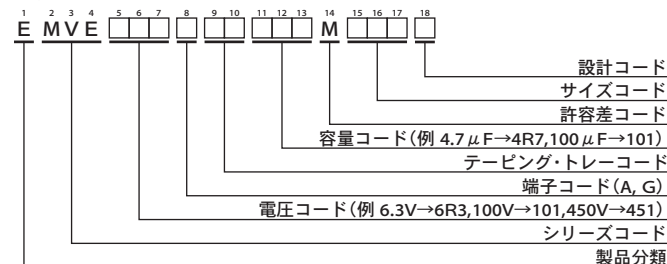 1 2 3 4 5 6 7 8 9 10 11 12 13 14 15 16 17 18
E MVE □□□ □ □□ □□□ M □□□ □
設計コード
サイズコード
許容差コード
容量コード(例 4.7μF→4R7,100μF→101)
テーピング・トレーコード
端子コード(A, G)
電圧コード(例 6.3V→6R3,100V→101,450V→451)
シリーズコード
製品分類